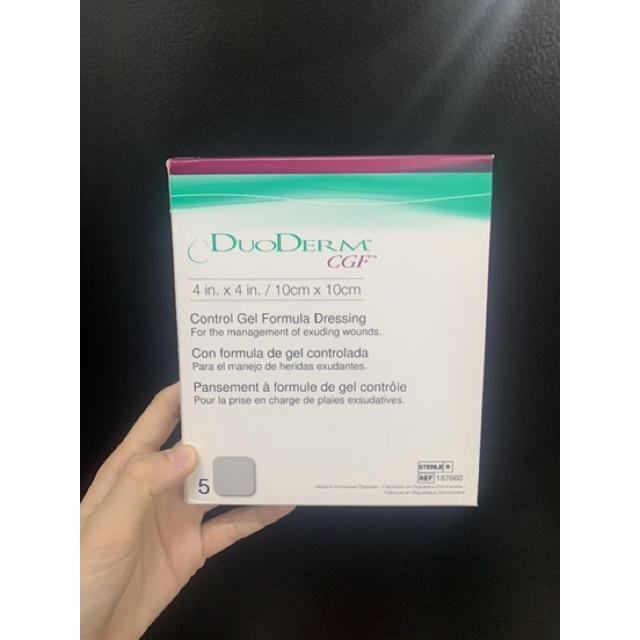 DUODERM™
CGF™
4 in. x 4 in. / 10cm x 10cm
Control Gel Formula Dressing
For the management of exuding wounds.
Con formula de gel controlada
Para el manejo de heridas exudantes.
Pansement à formule de gel contrôle
Pour la prise en charge de plaies exsudatives.
5
STERILE R
REF 187660
Made in Dominican Republic / Fabricado en República Dominicana /
Fabriqué en République Dominicaine